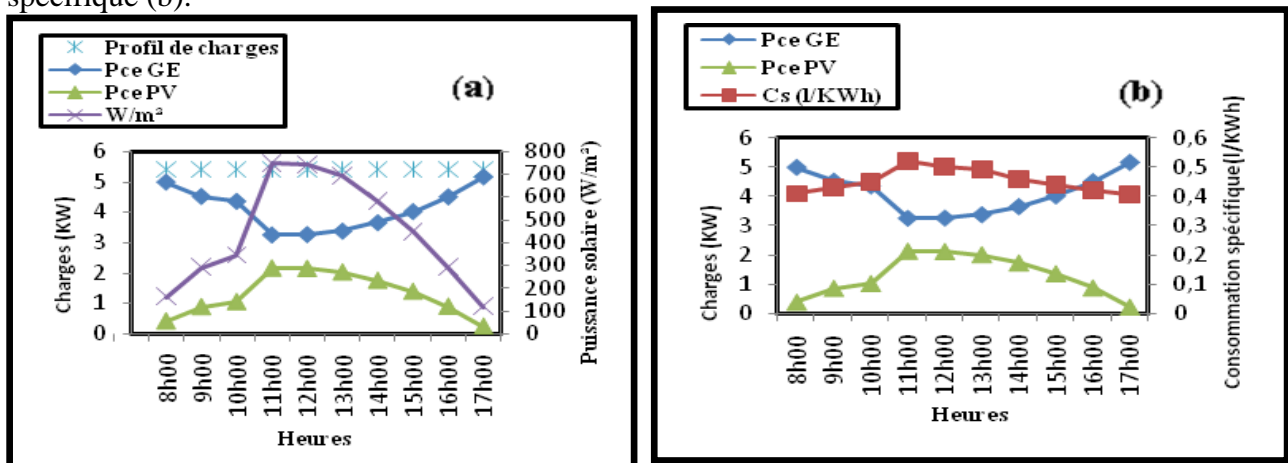 spécifique (b).
Profil de charges
Pce GE
Pce PV
W/m²
(a)
6
5
4
3
2
1
0
Charges (KW)
800
700
600
500
400
300
200
100
0
Puissance solaire (W/m²)
8h00
9h00
10h00
11h00
12h00
13h00
14h00
15h00
16h00
17h00
Heures
Pce GE
Pce PV
Cs (l/KWh)
(b)
6
5
4
3
2
1
0
Charges (KW)
0,6
0,5
0,4
0,3
0,2
0,1
0
Consommation spécifique(l/KWh)
8h00
9h00
10h00
11h00
12h00
13h00
14h00
15h00
16h00
17h00
Heures